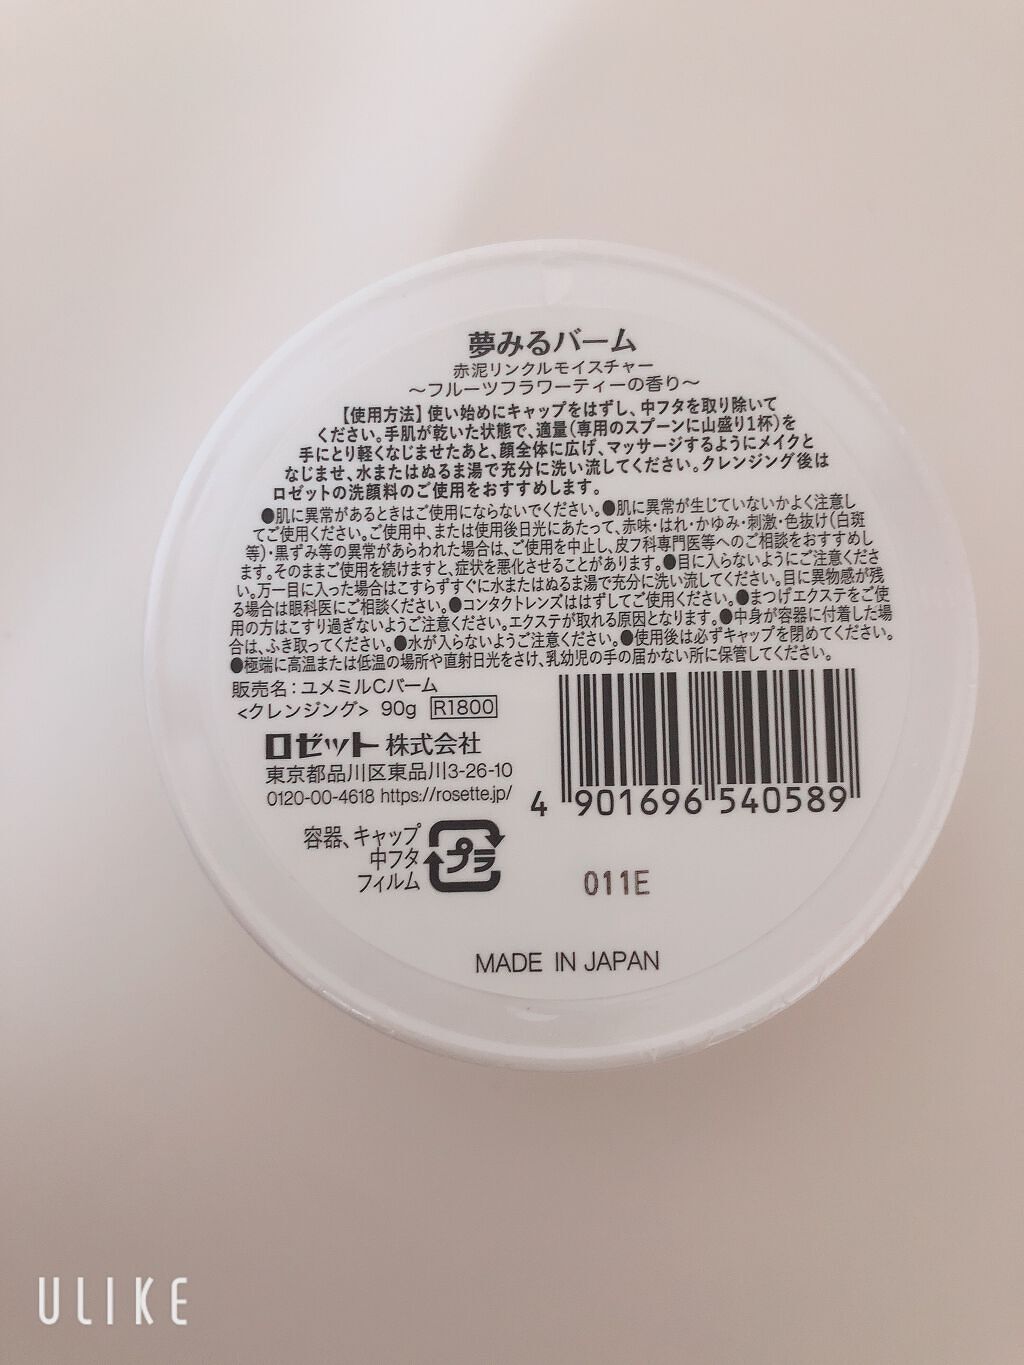 夢みるバーム
赤泥リンクルモイスチャー
〜フルーツフラワーティーの香り〜
【使用方法】使い始めにキャップをはずし、中フタを取り除いて
ください。手肌が乾いた状態で、適量(専用のスプーンに山盛り1杯)を
手にとり軽くなじませたあと、顔全体に広げ、マッサージするようにメイクと
なじませ、水またはぬるま湯で充分に洗い流してください。クレンジング後は
ロゼットの洗顔料のご使用をおすすめします。
●肌に異常があるときはご使用にならないでください。●肌に異常が生じていないかよく注意し
てご使用ください。ご使用中、または使用後日光にあたって、赤味・はれ・かゆみ・刺激・色抜け(白斑
等)・黒ずみ等の異常があらわれた場合は、ご使用を中止し、皮フ科専門医等へのご相談をおすすめし
ます。そのままご使用を続けますと、症状を悪化させることがあります。●目に入らないようにご注意くださ
い。万一目に入った場合はこすらずすぐに水またはぬるま湯で充分に洗い流してください。目に異物感が残
る場合は眼科医にご相談ください。●コンタクトレンズははずしてご使用ください。●まつげエクステをご使
用の方はこすり過ぎないようご注意ください。エクステが取れる原因となります。●中身が容器に付着した場
合は、ふき取ってください。●水が入らないようご注意ください。●使用後は必ずキャップを閉めてください。
●極端に高温または低温の場所や直射日光をさけ、乳幼児の手の届かない所に保管してください。
販売名：ユメミルCバーム
<クレンジング> 90g R1800
ロゼット株式会社
東京都品川区東品川3-26-10
0120-00-4618 https://rosette.jp/
4 901696 540589
容器、キャップ
中フタ
フィルム
プラ
011E
MADE IN JAPAN
ULIKE